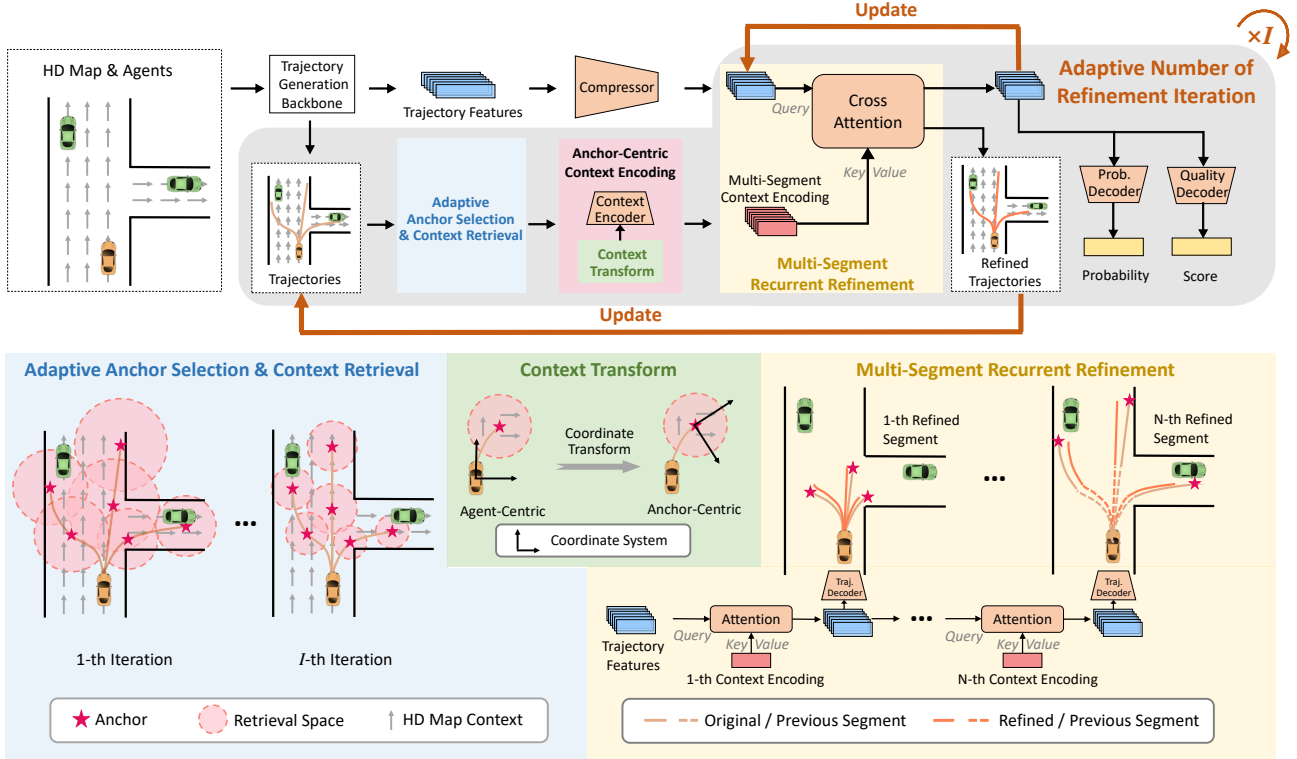 Update
×I
HD Map & Agents
Trajectory
Generation
Backbone
Trajectory Features
Compressor
Query
Cross
Attention
Adaptive Number of
Refinement Iteration
Key Value
Multi-Segment
Context Encoding
Multi-Segment
Recurrent Refinement
Trajectories
Adaptive
Anchor Selection
& Context Retrieval
Anchor-Centric
Context Encoding
Context
Encoder
Context
Transform
Refined
Trajectories
Prob.
Decoder
Quality
Decoder
Probability
Score
Update
Adaptive Anchor Selection & Context Retrieval
1-th Iteration
I-th Iteration
Anchor
Retrieval Space
HD Map Context
Context Transform
Coordinate
Transform
Agent-Centric
Anchor-Centric
Coordinate System
Multi-Segment Recurrent Refinement
1-th Refined
Segment
N-th Refined
Segment
Traj.
Decoder
Traj.
Decoder
Trajectory
Features
Query
Attention
Key Value
1-th Context Encoding
Query
Attention
Key Value
N-th Context Encoding
Original / Previous Segment
Refined / Previous Segment